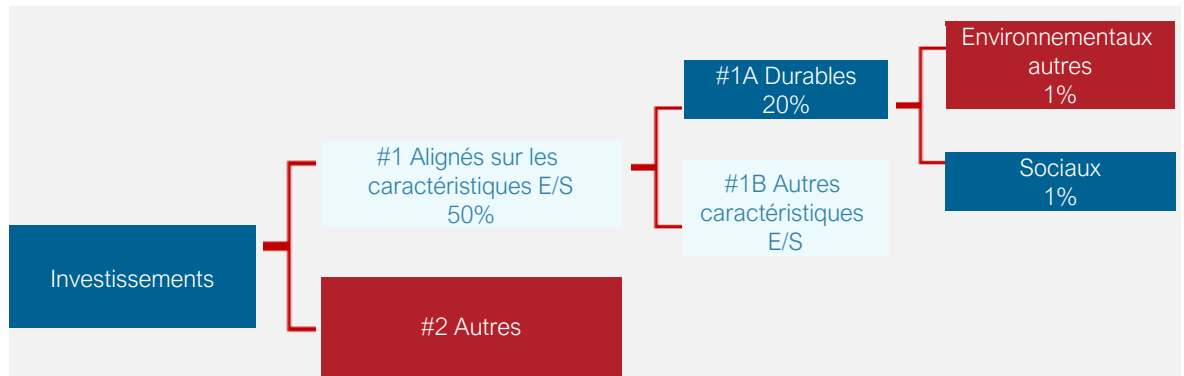 Investissements
#1 Alignés sur les
caractéristiques E/S
50%
#2 Autres
#1A Durables
20%
#1B Autres
caractéristiques
E/S
Environnementaux
autres
1%
Sociaux
1%